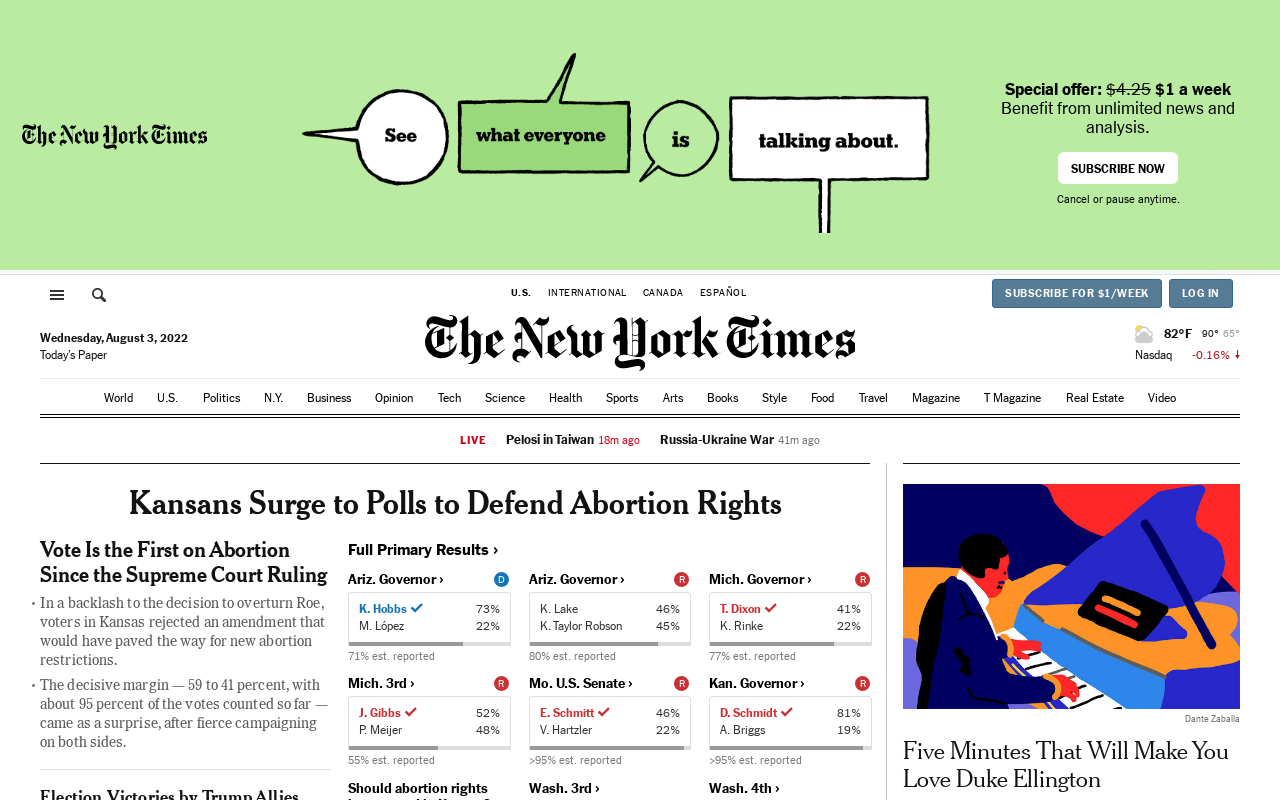 The New York Times
See
what everyone
is
talking about.
Special offer: $4.25 $1 a week
Benefit from unlimited news and
analysis.
SUBSCRIBE NOW
Cancel or pause anytime.
U.S. INTERNATIONAL CANADA ESPAÑOL
SUBSCRIBE FOR $1/WEEK LOG IN
The New York Times
Wednesday, August 3, 2022
Today's Paper
82°F 90° 65°
Nasdaq -0.16% ↓
World U.S. Politics N.Y. Business Opinion Tech Science Health Sports Arts Books Style Food Travel Magazine T Magazine Real Estate Video
LIVE Pelosi in Taiwan 18m ago Russia-Ukraine War 41m ago
Kansans Surge to Polls to Defend Abortion Rights
Vote Is the First on Abortion
Since the Supreme Court Ruling
• In a backlash to the decision to overturn Roe,
voters in Kansas rejected an amendment that
would have paved the way for new abortion
restrictions.
• The decisive margin — 59 to 41 percent, with
about 95 percent of the votes counted so far —
came as a surprise, after fierce campaigning
on both sides.
Election Victories by Trump Allies
Full Primary Results ›
Ariz. Governor › D
K. Hobbs ✓ 73%
M. López 22%
71% est. reported
Ariz. Governor › R
K. Lake 46%
K. Taylor Robson 45%
80% est. reported
Mich. Governor › R
T. Dixon ✓ 41%
K. Rinke 22%
77% est. reported
Mich. 3rd › R
J. Gibbs ✓ 52%
P. Meijer 48%
55% est. reported
Mo. U.S. Senate › R
E. Schmitt ✓ 46%
V. Hartzler 22%
>95% est. reported
Kan. Governor › R
D. Schmidt ✓ 81%
A. Briggs 19%
>95% est. reported
Should abortion rights
Wash. 3rd ›
Wash. 4th ›
Dante Zaballa
Five Minutes That Will Make You
Love Duke Ellington